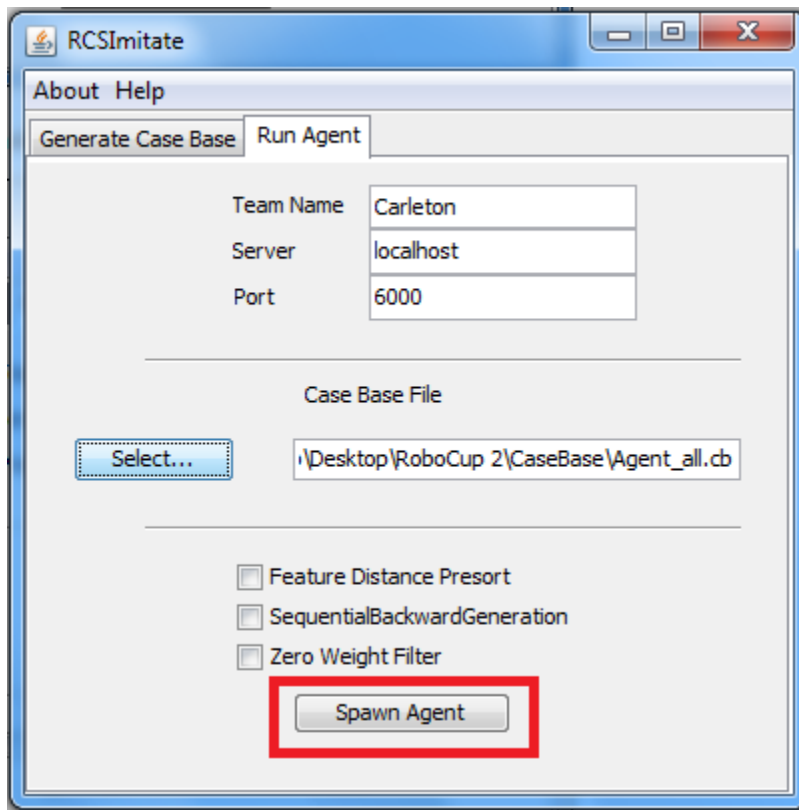 RCSImitate
About Help
Generate Case Base Run Agent
Team Name Carleton
Server localhost
Port 6000
Case Base File
Select... \Desktop\RoboCup 2\CaseBase\Agent_all.cb
Feature Distance Presort
SequentialBackwardGeneration
Zero Weight Filter
Spawn Agent